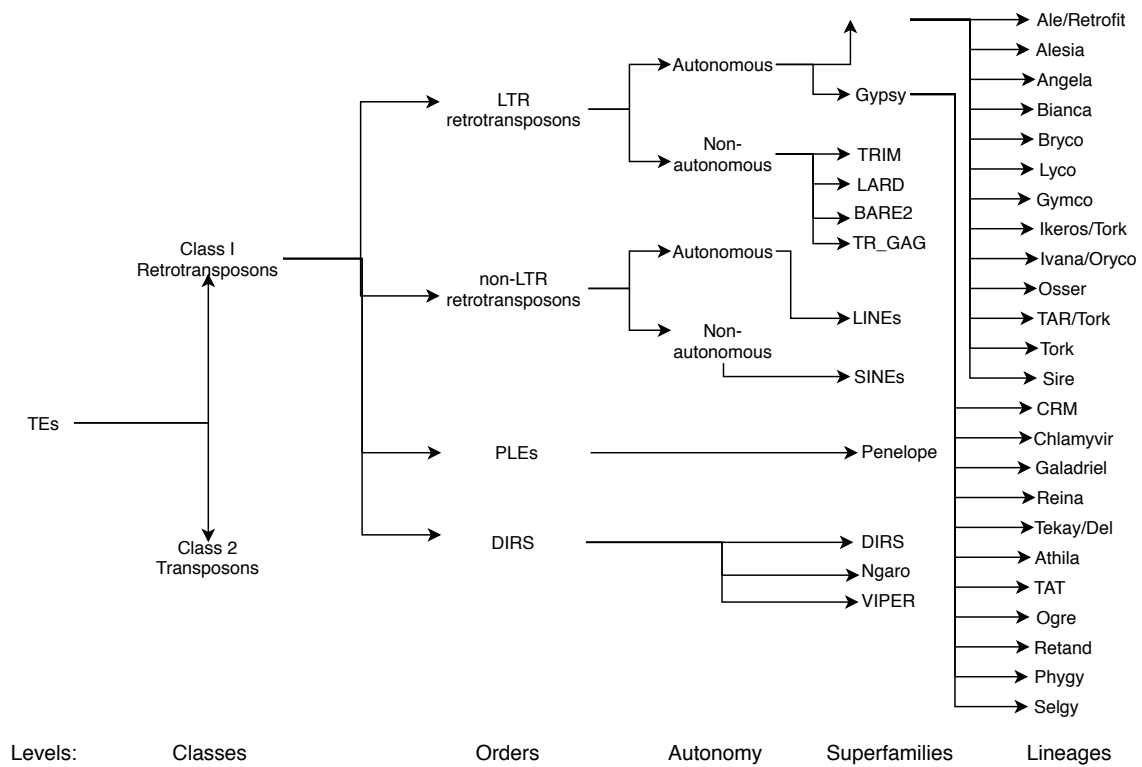 TEs
Class I
Retrotransposons
Class 2
Transposons
LTR
retrotransposons
non-LTR
retrotransposons
PLEs
DIRS
Autonomous
Non-
autonomous
Autonomous
Non-
autonomous
Gypsy
TRIM
LARD
BARE2
TR_GAG
LINEs
SINEs
Penelope
DIRS
Ngaro
VIPER
Ale/Retrofit
Alesia
Angela
Bianca
Bryco
Lyco
Gymco
Ikeros/Tork
Ivana/Oryco
Osser
TAR/Tork
Tork
Sire
CRM
Chlamyvir
Galadriel
Reina
Tekay/Del
Athila
TAT
Ogre
Retand
Phygy
Selgy
Levels: Classes Orders Autonomy Superfamilies Lineages